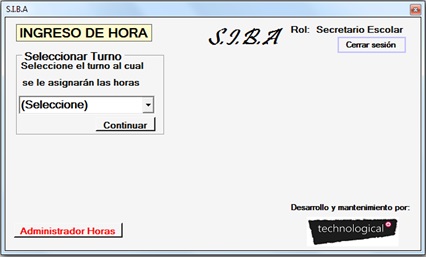 S.I.B.A
INGRESO DE HORA
S.I.B.A
Rol: Secretario Escolar
Cerrar sesión
Seleccionar Turno
Seleccione el turno al cual
se le asignarán las horas
(Seleccione)
Continuar
Desarrollo y mantenimiento por:
Administrador Horas
technological